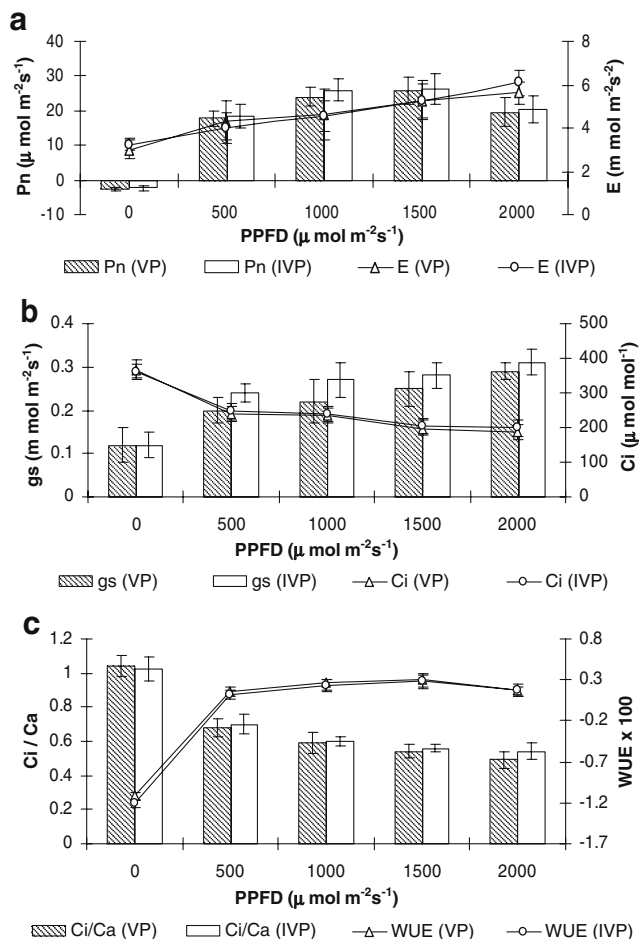 a
Pn (μ mol m-2s-1)
40
30
20
10
0
-10
8
6
4
2
0
E (m mol m-2s-2)
0 500 1000 1500 2000
PPFD (μ mol m-2s-1)
Pn (VP) Pn (IVP) E (VP) E (IVP)
b
gs (m mol m-2s-1)
0.4
0.3
0.2
0.1
0
500
400
300
200
100
0
Ci (μ mol mol-1)
0 500 1000 1500 2000
PPFD (μ mol m-2s-1)
gs (VP) gs (IVP) Ci (VP) Ci (IVP)
c
Ci / Ca
1.2
1
0.8
0.6
0.4
0.2
0
0.8
0.3
-0.2
-0.7
-1.2
-1.7
WUE x 100
0 500 1000 1500 2000
PPFD (μ mol m-2s-1)
Ci/Ca (VP) Ci/Ca (IVP) WUE (VP) WUE (IVP)